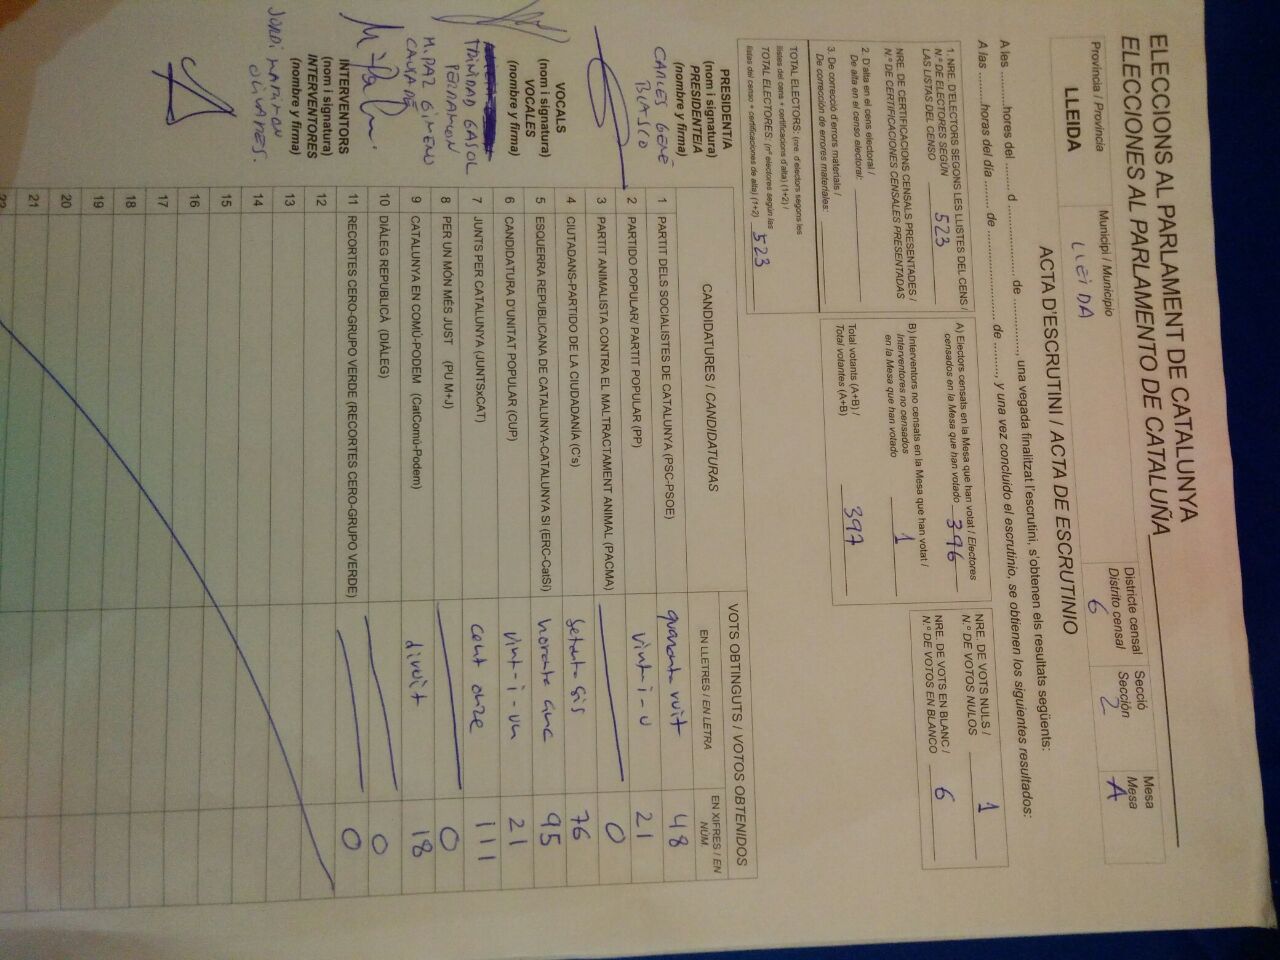 ELECCIONS AL PARLAMENT DE CATALUNYA
ELECCIONES AL PARLAMENTO DE CATALUÑA
Província / Provincia
LLEIDA
Municipi / Municipio
LLEIDA
Districte censal
Distrito censal
6
Secció
Sección
2
Mesa
Mesa
A
ACTA D'ESCRUTINI / ACTA DE ESCRUTINIO
A les ........hores del ........ d ............... de ..............., una vegada finalitzat l'escrutini, s'obtenen els resultats següents:
A las ........horas del día ........ de ............... de ........, y una vez concluido el escrutinio, se obtienen los siguientes resultados:
1. NRE. D'ELECTORS SEGONS LES LLISTES DEL CENS /
N.º DE ELECTORES SEGÚN
LAS LISTAS DEL CENSO 523
NRE. DE CERTIFICACIONS CENSALS PRESENTADES /
N.º DE CERTIFICACIONES CENSALES PRESENTADAS
2. D'alta en el cens electoral /
De alta en el censo electoral:
3. De correcció d'errors materials /
De corrección de errores materiales:
TOTAL ELECTORS: (nre. d'electors segons les
llistes del cens + certificacions d'alta) (1+2) /
TOTAL ELECTORES: (nº electores según las
listas del censo + certificaciones de alta) (1+2) 523
A) Electors censats en la Mesa que han votat / Electores
censados en la Mesa que han votado 396
B) Interventors no censats en la Mesa que han votat /
Interventores no censados
en la Mesa que han votado 1
Total votants (A+B) /
Total votantes (A+B) 397
NRE. DE VOTS NULS /
N.º DE VOTOS NULOS 1
NRE. DE VOTS EN BLANC /
N.º DE VOTOS EN BLANCO 6
PRESIDENT/A
(nom i signatura)
PRESIDENTE/A
(nombre y firma)
CARLES GENE
BLASCO
VOCALS
(nom i signatura)
VOCALES
(nombre y firma)
TRINIDAD GASOL
M. PAZ GIMENO
INTERVENTORS
(nom i signatura)
INTERVENTORES
(nombre y firma)
JORDI
OLIVARES
CANDIDATURES / CANDIDATURAS
VOTS OBTINGUTS / VOTOS OBTENIDOS
EN LLETRES / EN LETRA
EN XIFRES / EN NÚM.
1 PARTIT DELS SOCIALISTES DE CATALUNYA (PSC-PSOE) quaranta vuit 48
2 PARTIDO POPULAR/ PARTIT POPULAR (PP) vint-i-u 21
3 PARTIT ANIMALISTA CONTRA EL MALTRACTAMENT ANIMAL (PACMA) 0
4 CIUTADANS-PARTIDO DE LA CIUDADANÍA (C's) setanta sis 76
5 ESQUERRA REPUBLICANA DE CATALUNYA-CATALUNYA SI (ERC-CatSí) noranta cinc 95
6 CANDIDATURA D'UNITAT POPULAR (CUP) vint-i-un 21
7 JUNTS PER CATALUNYA (JUNTSxCAT) cent onze 111
8 PER UN MÓN MÉS JUST (PU M+J) 0
9 CATALUNYA EN COMÚ-PODEM (CatComú-Podem) divuit 18
10 DIÀLEG REPUBLICÀ (DIÀLEG) 0
11 RECORTES CERO-GRUPO VERDE (RECORTES CERO-GRUPO VERDE) 0
12
13
14
15
16
17
18
19
20
21
22